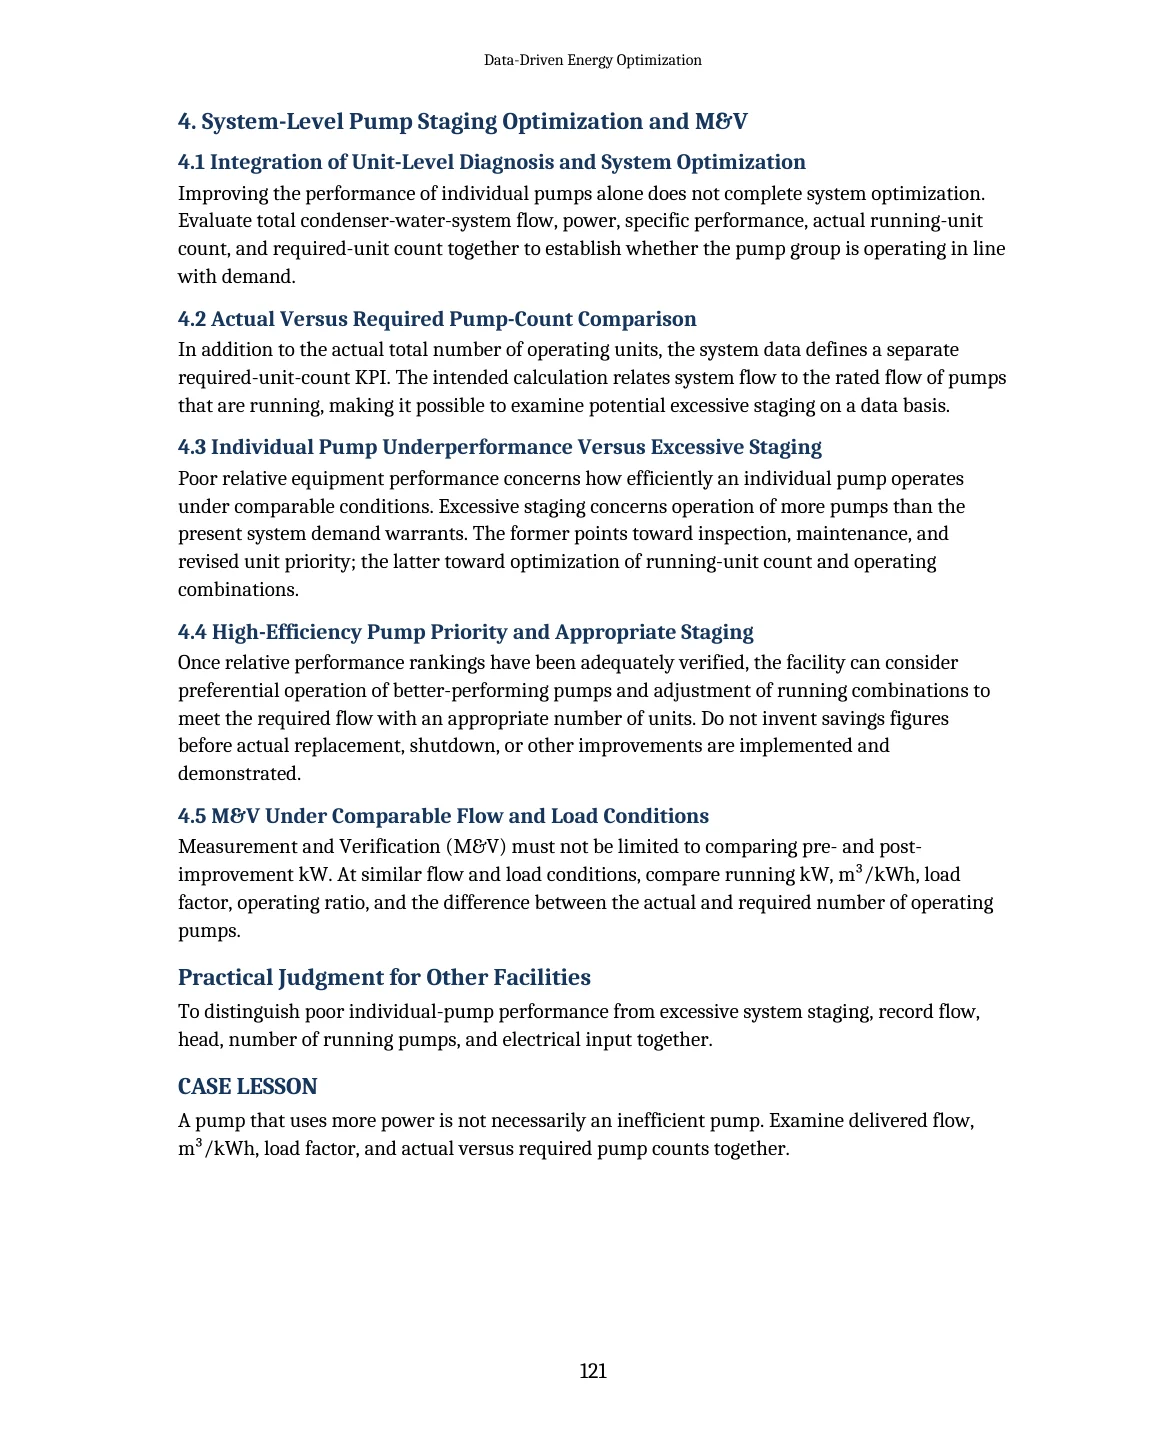 Data-Driven Energy Optimization
4. System-Level Pump Staging Optimization and M&V
4.1 Integration of Unit-Level Diagnosis and System Optimization
Improving the performance of individual pumps alone does not complete system optimization.
Evaluate total condenser-water-system flow, power, specific performance, actual running-unit
count, and required-unit count together to establish whether the pump group is operating in line
with demand.
4.2 Actual Versus Required Pump-Count Comparison
In addition to the actual total number of operating units, the system data defines a separate
required-unit-count KPI. The intended calculation relates system flow to the rated flow of pumps
that are running, making it possible to examine potential excessive staging on a data basis.
4.3 Individual Pump Underperformance Versus Excessive Staging
Poor relative equipment performance concerns how efficiently an individual pump operates
under comparable conditions. Excessive staging concerns operation of more pumps than the
present system demand warrants. The former points toward inspection, maintenance, and
revised unit priority; the latter toward optimization of running-unit count and operating
combinations.
4.4 High-Efficiency Pump Priority and Appropriate Staging
Once relative performance rankings have been adequately verified, the facility can consider
preferential operation of better-performing pumps and adjustment of running combinations to
meet the required flow with an appropriate number of units. Do not invent savings figures
before actual replacement, shutdown, or other improvements are implemented and
demonstrated.
4.5 M&V Under Comparable Flow and Load Conditions
Measurement and Verification (M&V) must not be limited to comparing pre- and post-
improvement kW. At similar flow and load conditions, compare running kW, m³/kWh, load
factor, operating ratio, and the difference between the actual and required number of operating
pumps.
Practical Judgment for Other Facilities
To distinguish poor individual-pump performance from excessive system staging, record flow,
head, number of running pumps, and electrical input together.
CASE LESSON
A pump that uses more power is not necessarily an inefficient pump. Examine delivered flow,
m³/kWh, load factor, and actual versus required pump counts together.
121